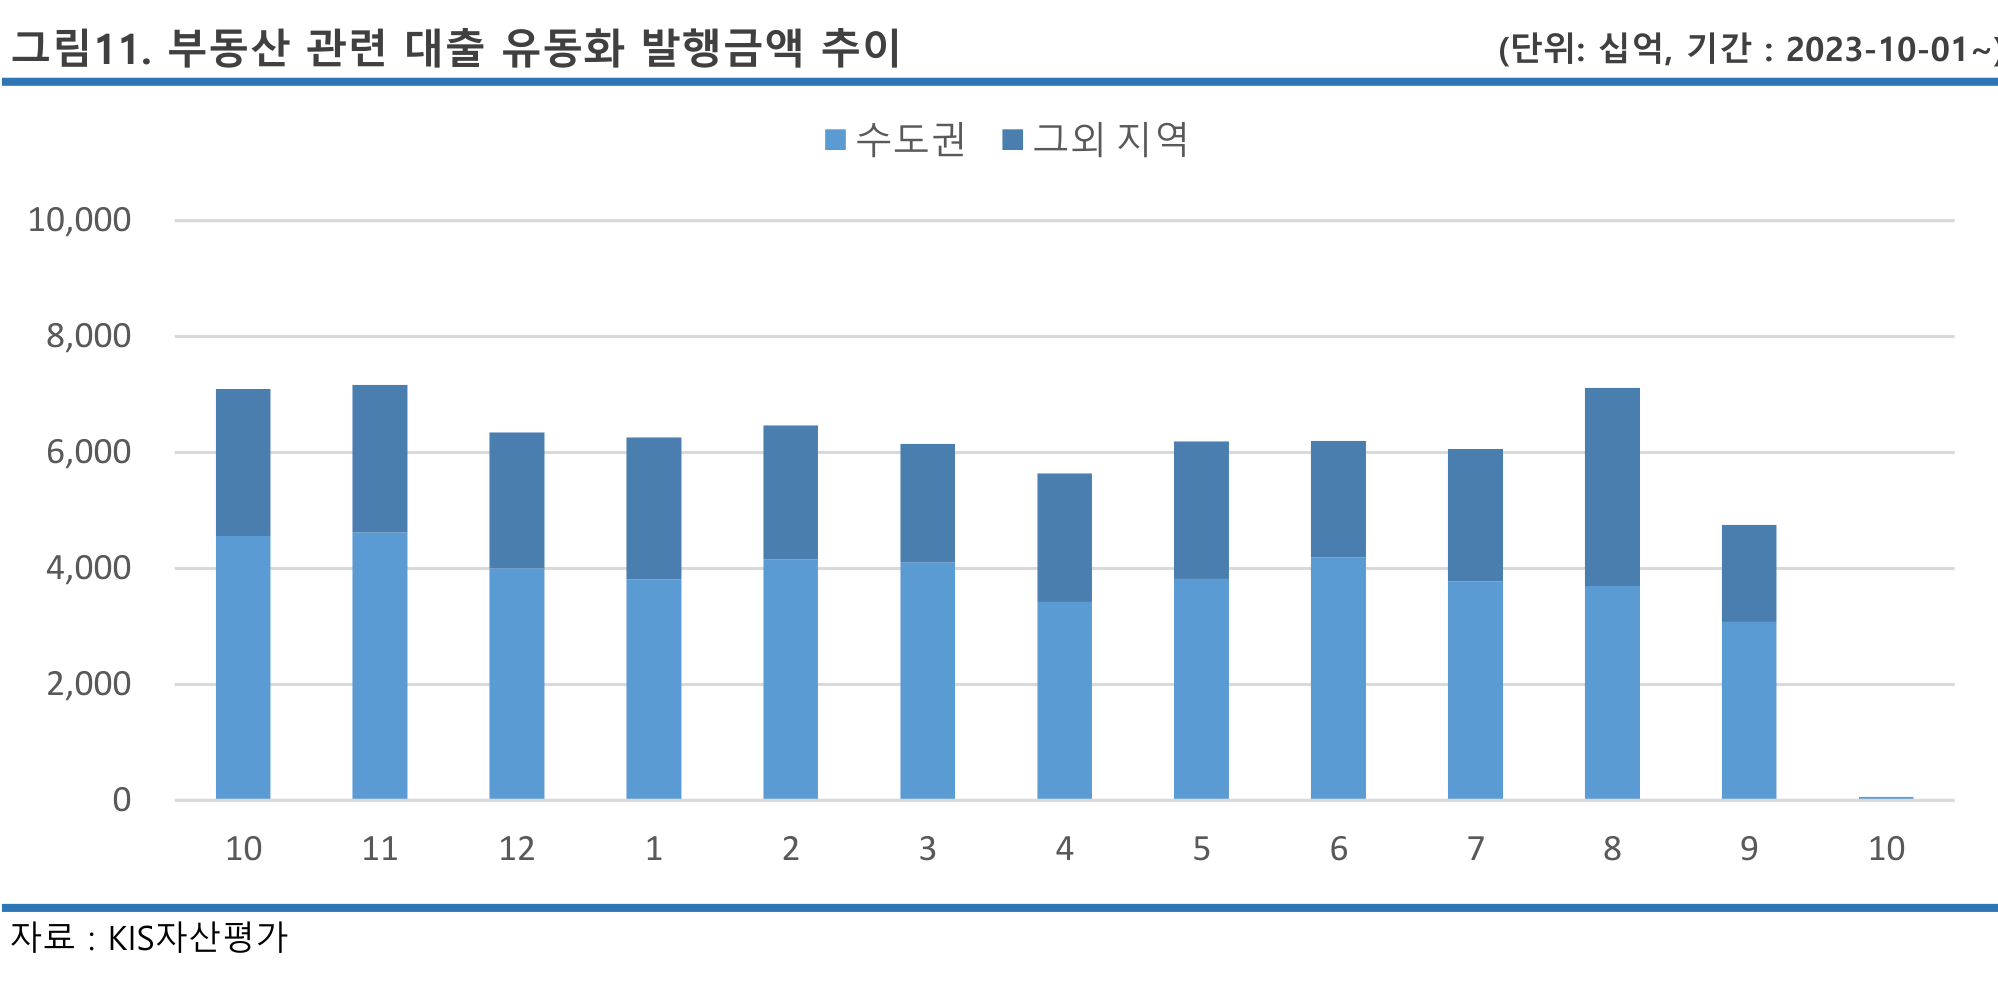 그림11. 부동산 관련 대출 유동화 발행금액 추이
(단위: 십억, 기간 : 2023-10-01~)
수도권 그외 지역
10,000
8,000
6,000
4,000
2,000
0
10 11 12 1 2 3 4 5 6 7 8 9 10
자료 : KIS자산평가